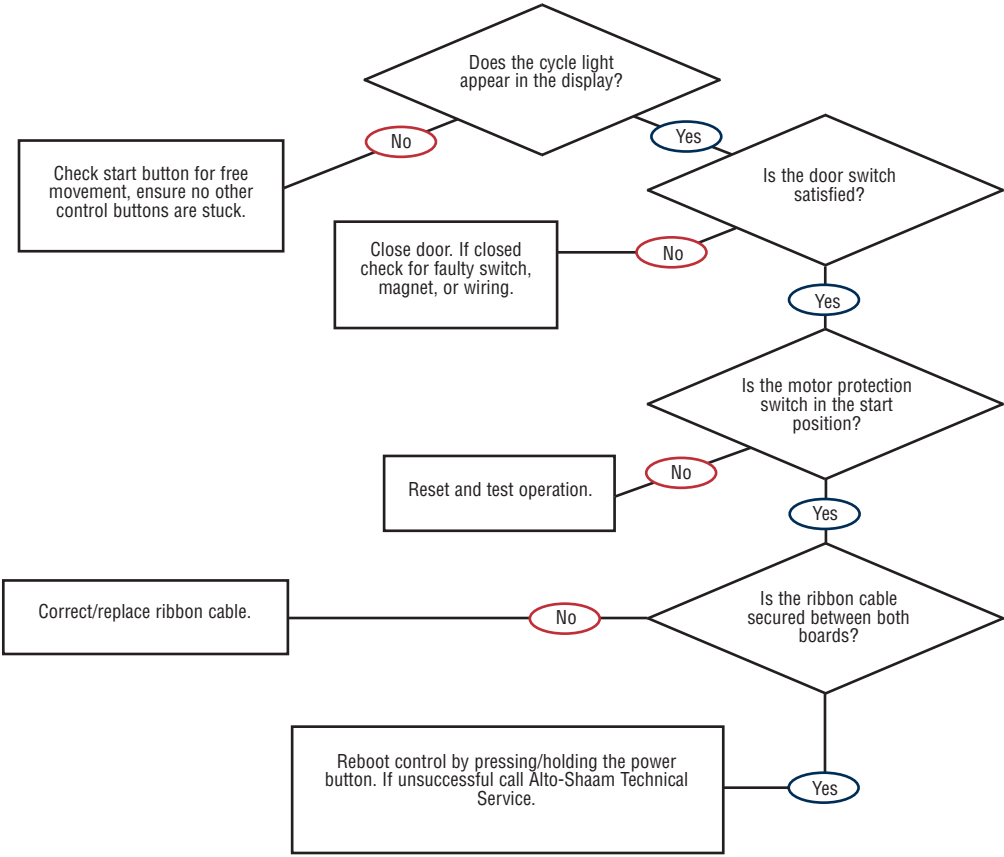 Does the cycle light
appear in the display?
No
Yes
Check start button for free
movement, ensure no other
control buttons are stuck.
Is the door switch
satisfied?
Close door. If closed
check for faulty switch,
magnet, or wiring.
No
Yes
Is the motor protection
switch in the start
position?
No
Reset and test operation.
Yes
Correct/replace ribbon cable.
No
Is the ribbon cable
secured between both
boards?
Reboot control by pressing/holding the power
button. If unsuccessful call Alto-Shaam Technical
Service.
Yes